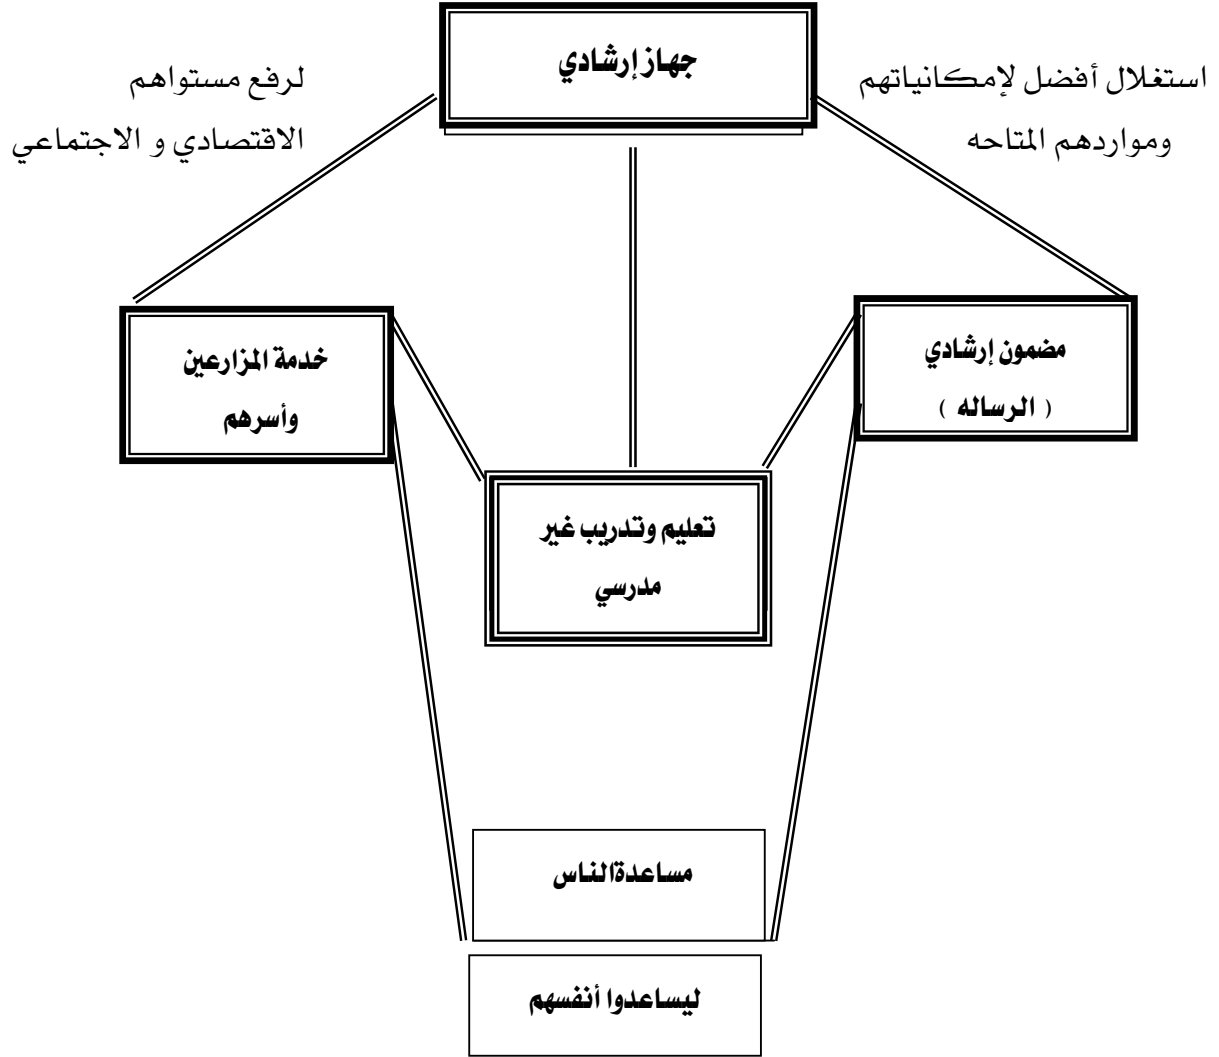 جهاز إرشادي
استغلال أفضل لإمكانياتهم
ومواردهم المتاحه
لرفع مستواهم
الاقتصادي و الاجتماعي
مضمون إرشادي
( الرساله )
خدمة المزارعين
وأسرهم
تعليم وتدريب غير
مدرسي
مساعدةالناس
ليساعدوا أنفسهم